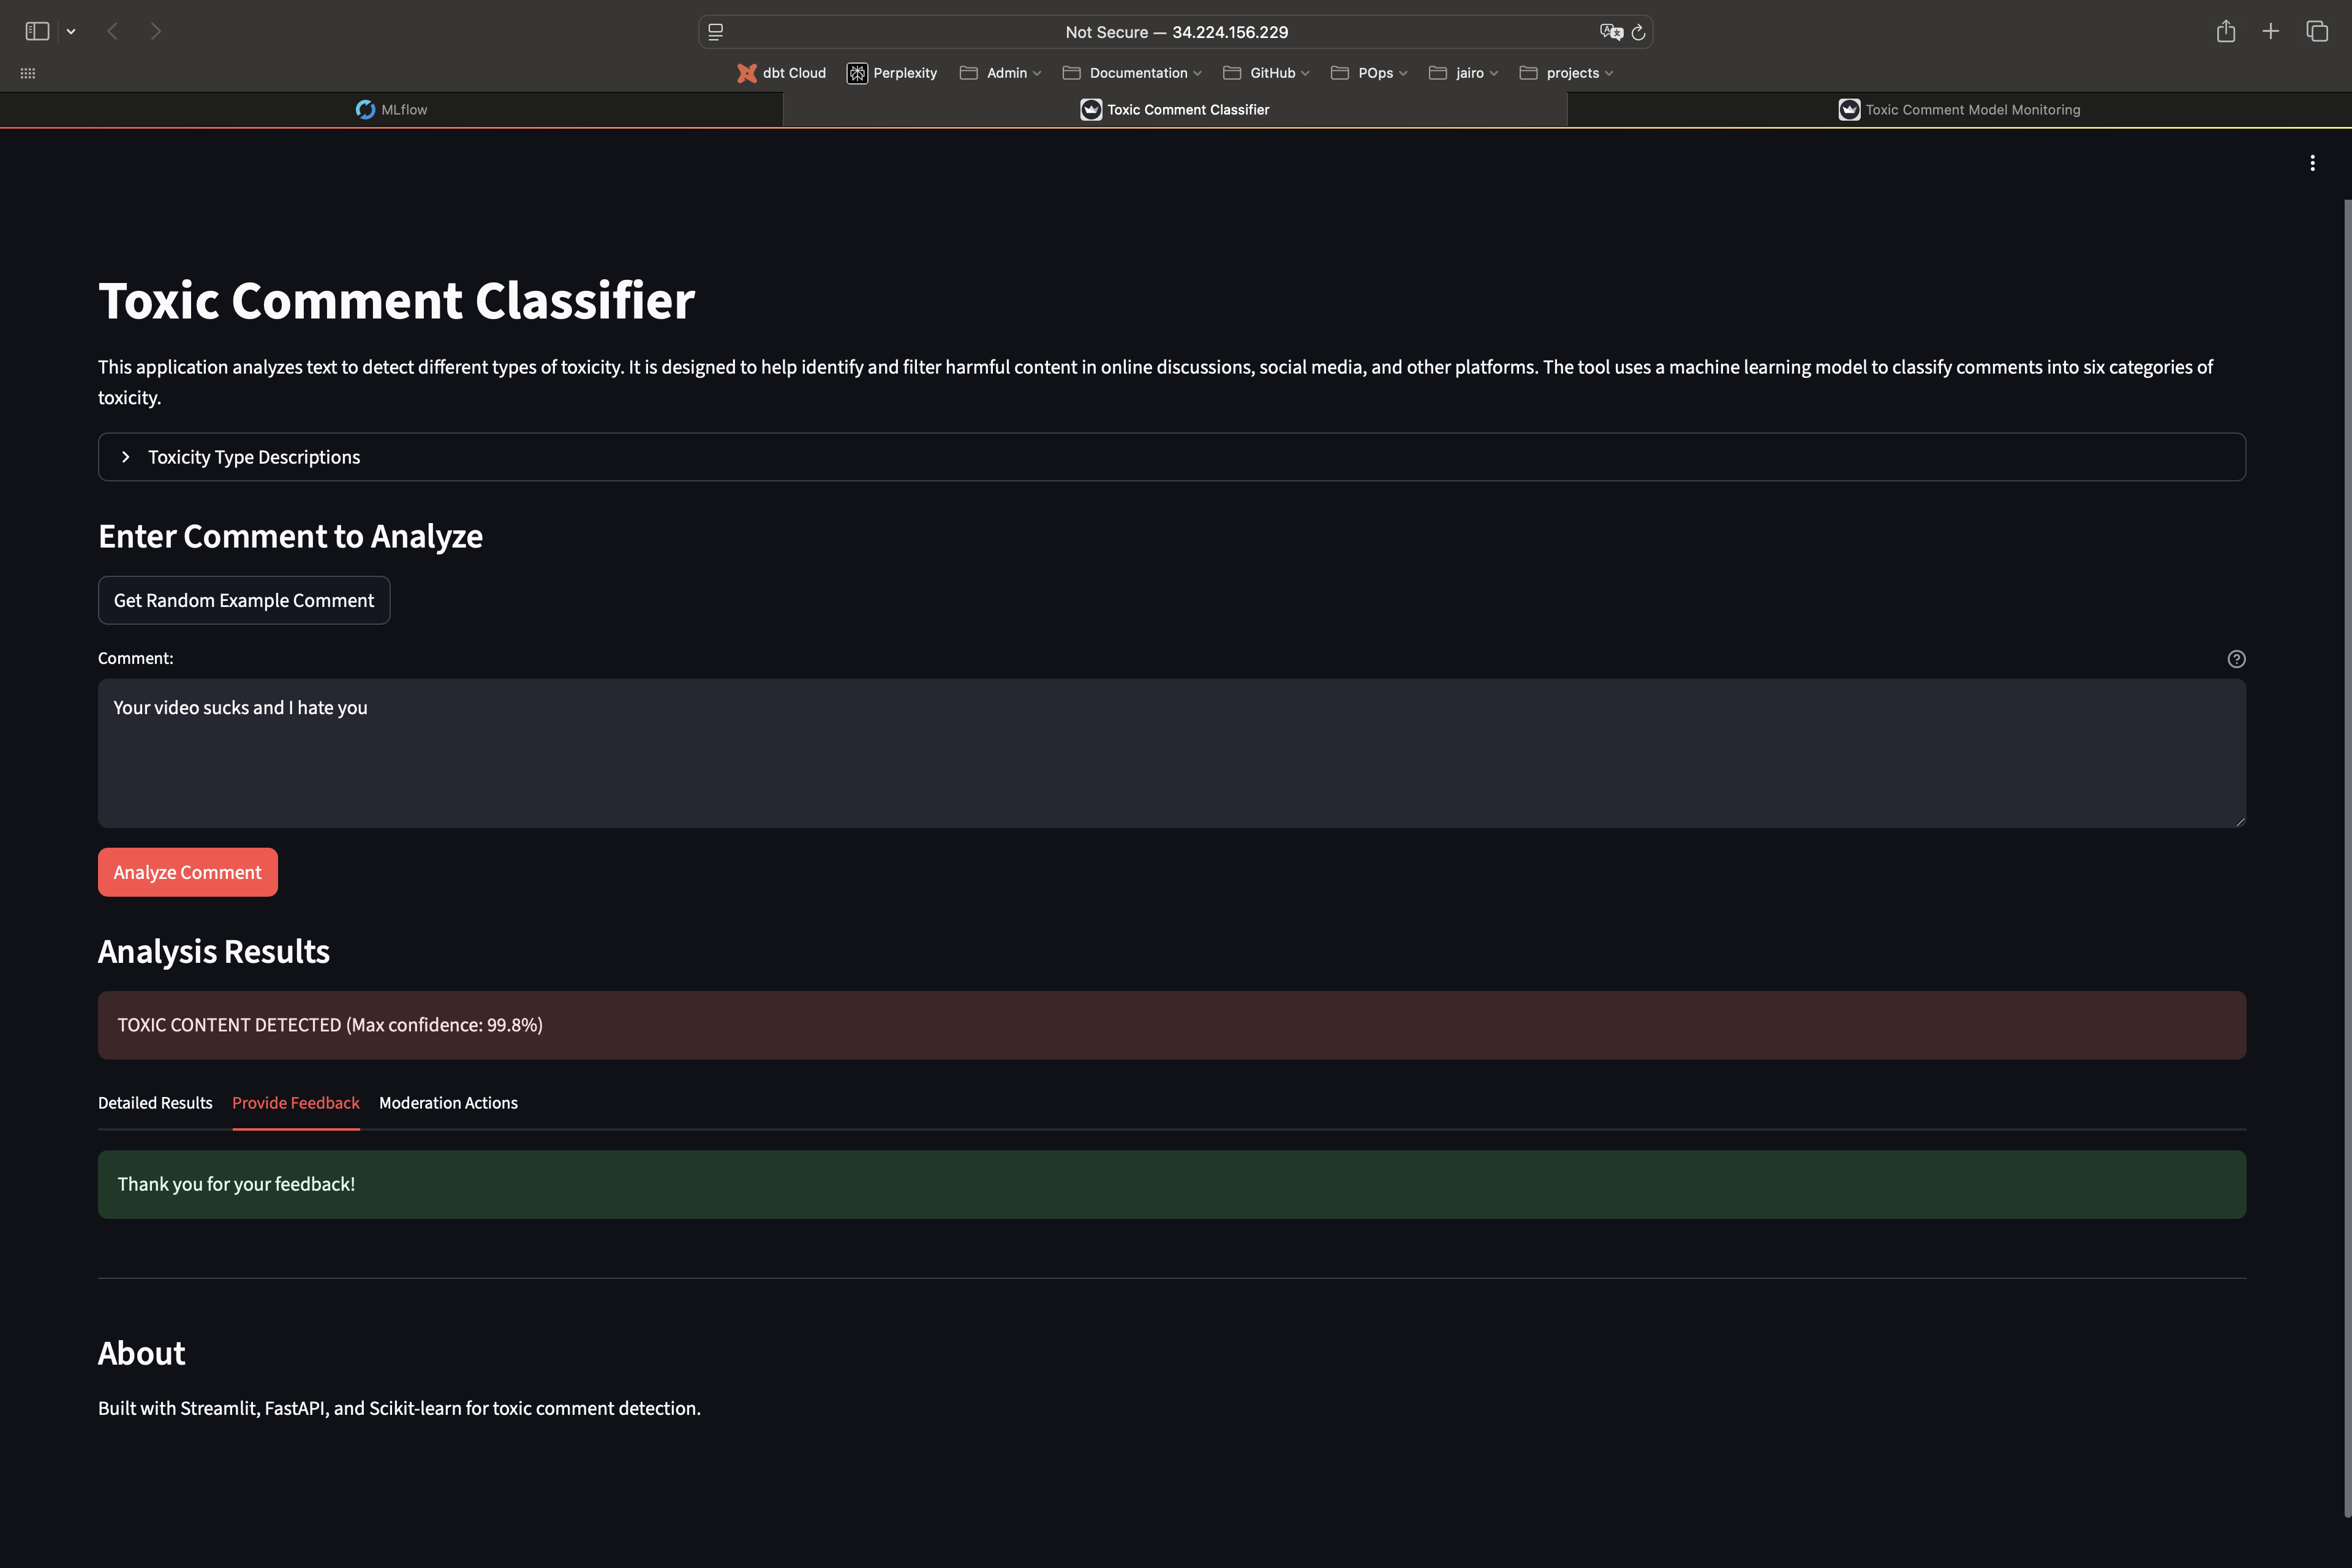 Not Secure — 34.224.156.229
dbt Cloud Perplexity Admin Documentation GitHub POps jairo projects
MLflow Toxic Comment Classifier Toxic Comment Model Monitoring
Toxic Comment Classifier
This application analyzes text to detect different types of toxicity. It is designed to help identify and filter harmful content in online discussions, social media, and other platforms. The tool uses a machine learning model to classify comments into six categories of
toxicity.
Toxicity Type Descriptions
Enter Comment to Analyze
Get Random Example Comment
Comment:
Your video sucks and I hate you
Analyze Comment
Analysis Results
TOXIC CONTENT DETECTED (Max confidence: 99.8%)
Detailed Results Provide Feedback Moderation Actions
Thank you for your feedback!
About
Built with Streamlit, FastAPI, and Scikit-learn for toxic comment detection.